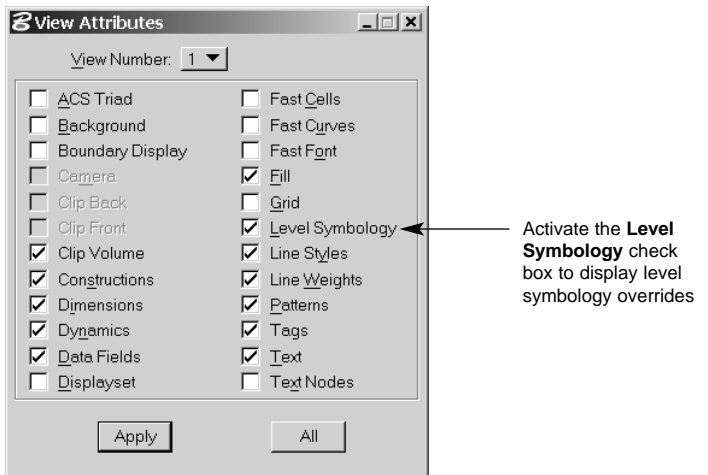 View Attributes
View Number: 1
ACS Triad
Background
Boundary Display
Camera
Clip Back
Clip Front
Clip Volume
Constructions
Dimensions
Dynamics
Data Fields
Displayset
Fast Cells
Fast Curves
Fast Font
Fill
Grid
Level Symbology
Line Styles
Line Weights
Patterns
Tags
Text
Text Nodes
Apply
All
Activate the Level
Symbology check
box to display level
symbology overrides